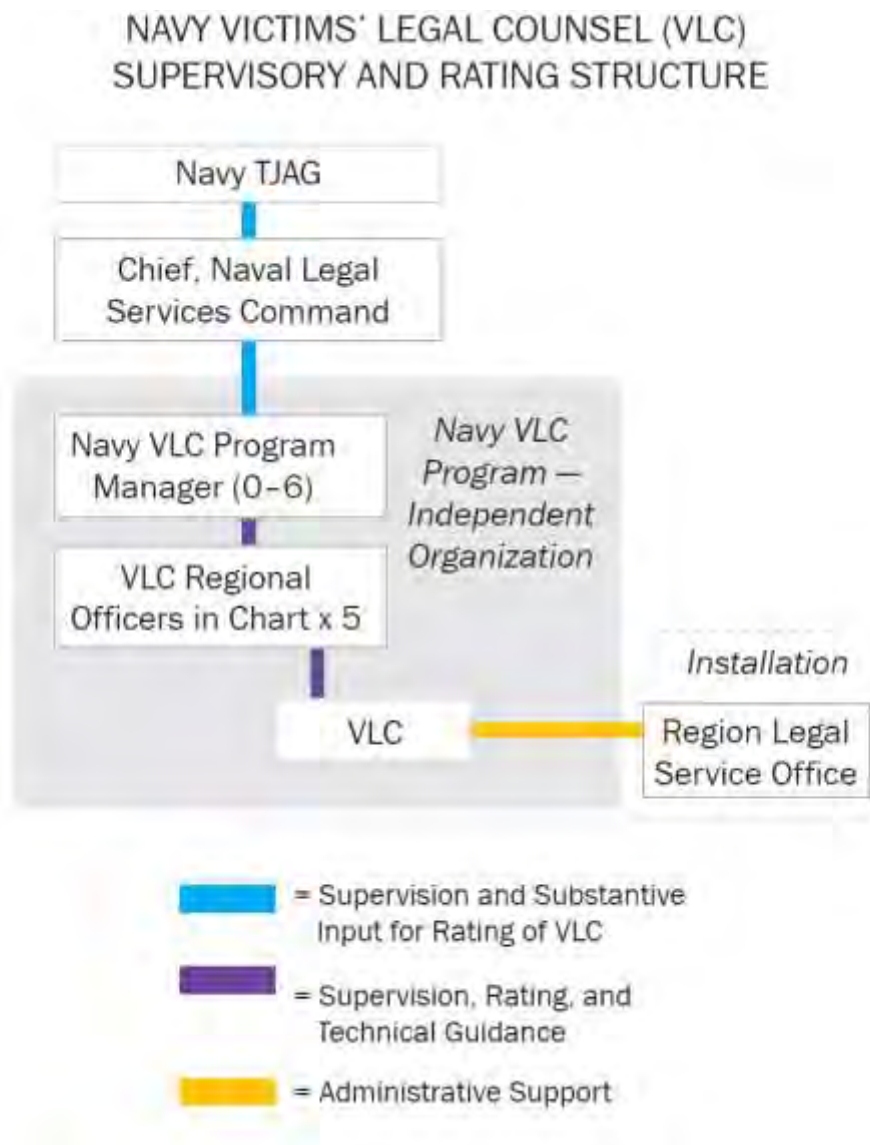 NAVY VICTIMS' LEGAL COUNSEL (VLC)
SUPERVISORY AND RATING STRUCTURE
Navy TJAG
Chief, Naval Legal
Services Command
Navy VLC Program
Manager (0–6)
Navy VLC
Program —
Independent
Organization
VLC Regional
Officers in Chart x 5
VLC
Installation
Region Legal
Service Office
= Supervision and Substantive
Input for Rating of VLC
= Supervision, Rating, and
Technical Guidance
= Administrative Support